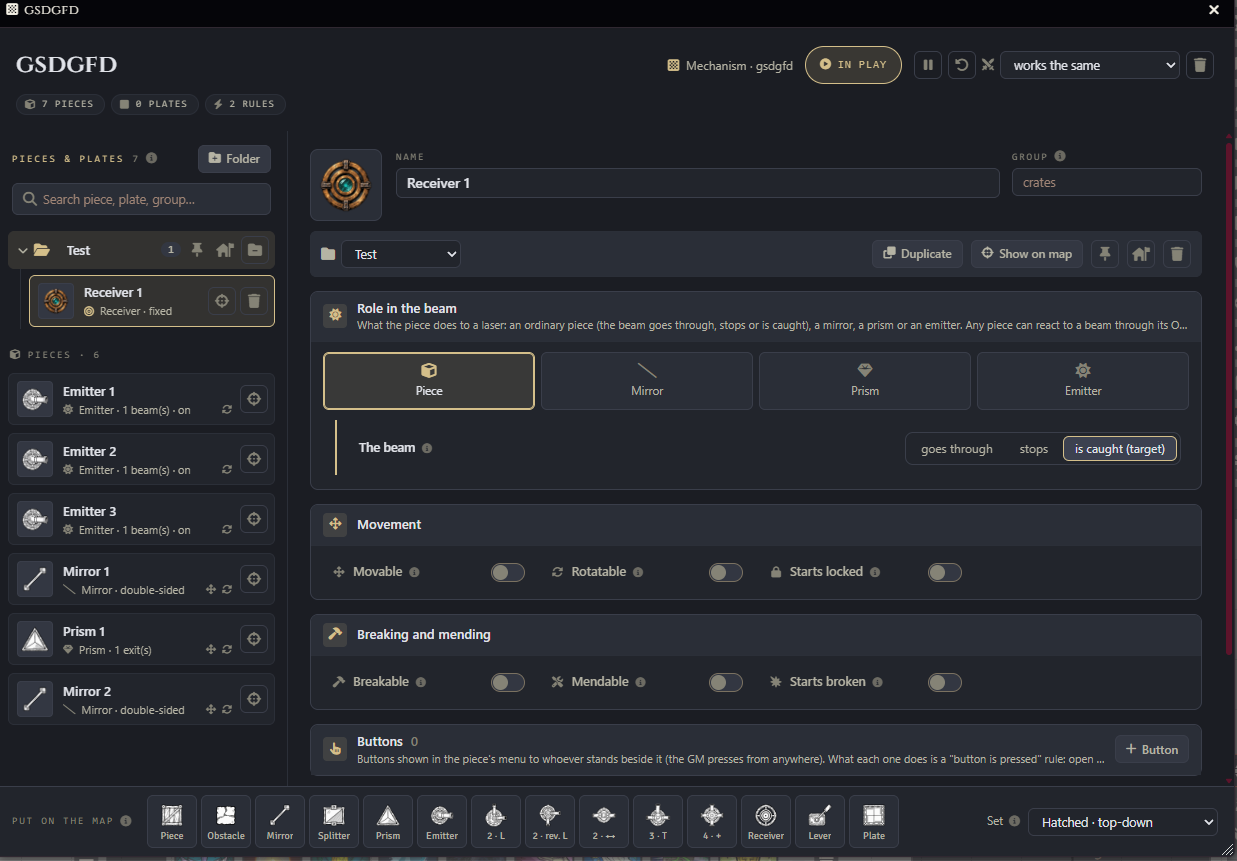 GSDGFD
GSDGFD
Mechanism · gsdgfd
IN PLAY
works the same
7 PIECES
0 PLATES
2 RULES
PIECES & PLATES 7
Folder
Search piece, plate, group...
Test
1
Receiver 1
Receiver · fixed
PIECES · 6
Emitter 1
Emitter · 1 beam(s) · on
Emitter 2
Emitter · 1 beam(s) · on
Emitter 3
Emitter · 1 beam(s) · on
Mirror 1
Mirror · double-sided
Prism 1
Prism · 1 exit(s)
Mirror 2
Mirror · double-sided
NAME
Receiver 1
GROUP
crates
Test
Duplicate
Show on map
Role in the beam
What the piece does to a laser: an ordinary piece (the beam goes through, stops or is caught), a mirror, a prism or an emitter. Any piece can react to a beam through its O...
Piece
Mirror
Prism
Emitter
The beam
goes through
stops
is caught (target)
Movement
Movable
Rotatable
Starts locked
Breaking and mending
Breakable
Mendable
Starts broken
Buttons 0
Buttons shown in the piece's menu to whoever stands beside it (the GM presses from anywhere). What each one does is a "button is pressed" rule: open ...
+ Button
PUT ON THE MAP
Piece
Obstacle
Mirror
Splitter
Prism
Emitter
2 · L
2 · rev. L
2 · ↔
3 · T
4 · +
Receiver
Lever
Plate
Set
Hatched · top-down